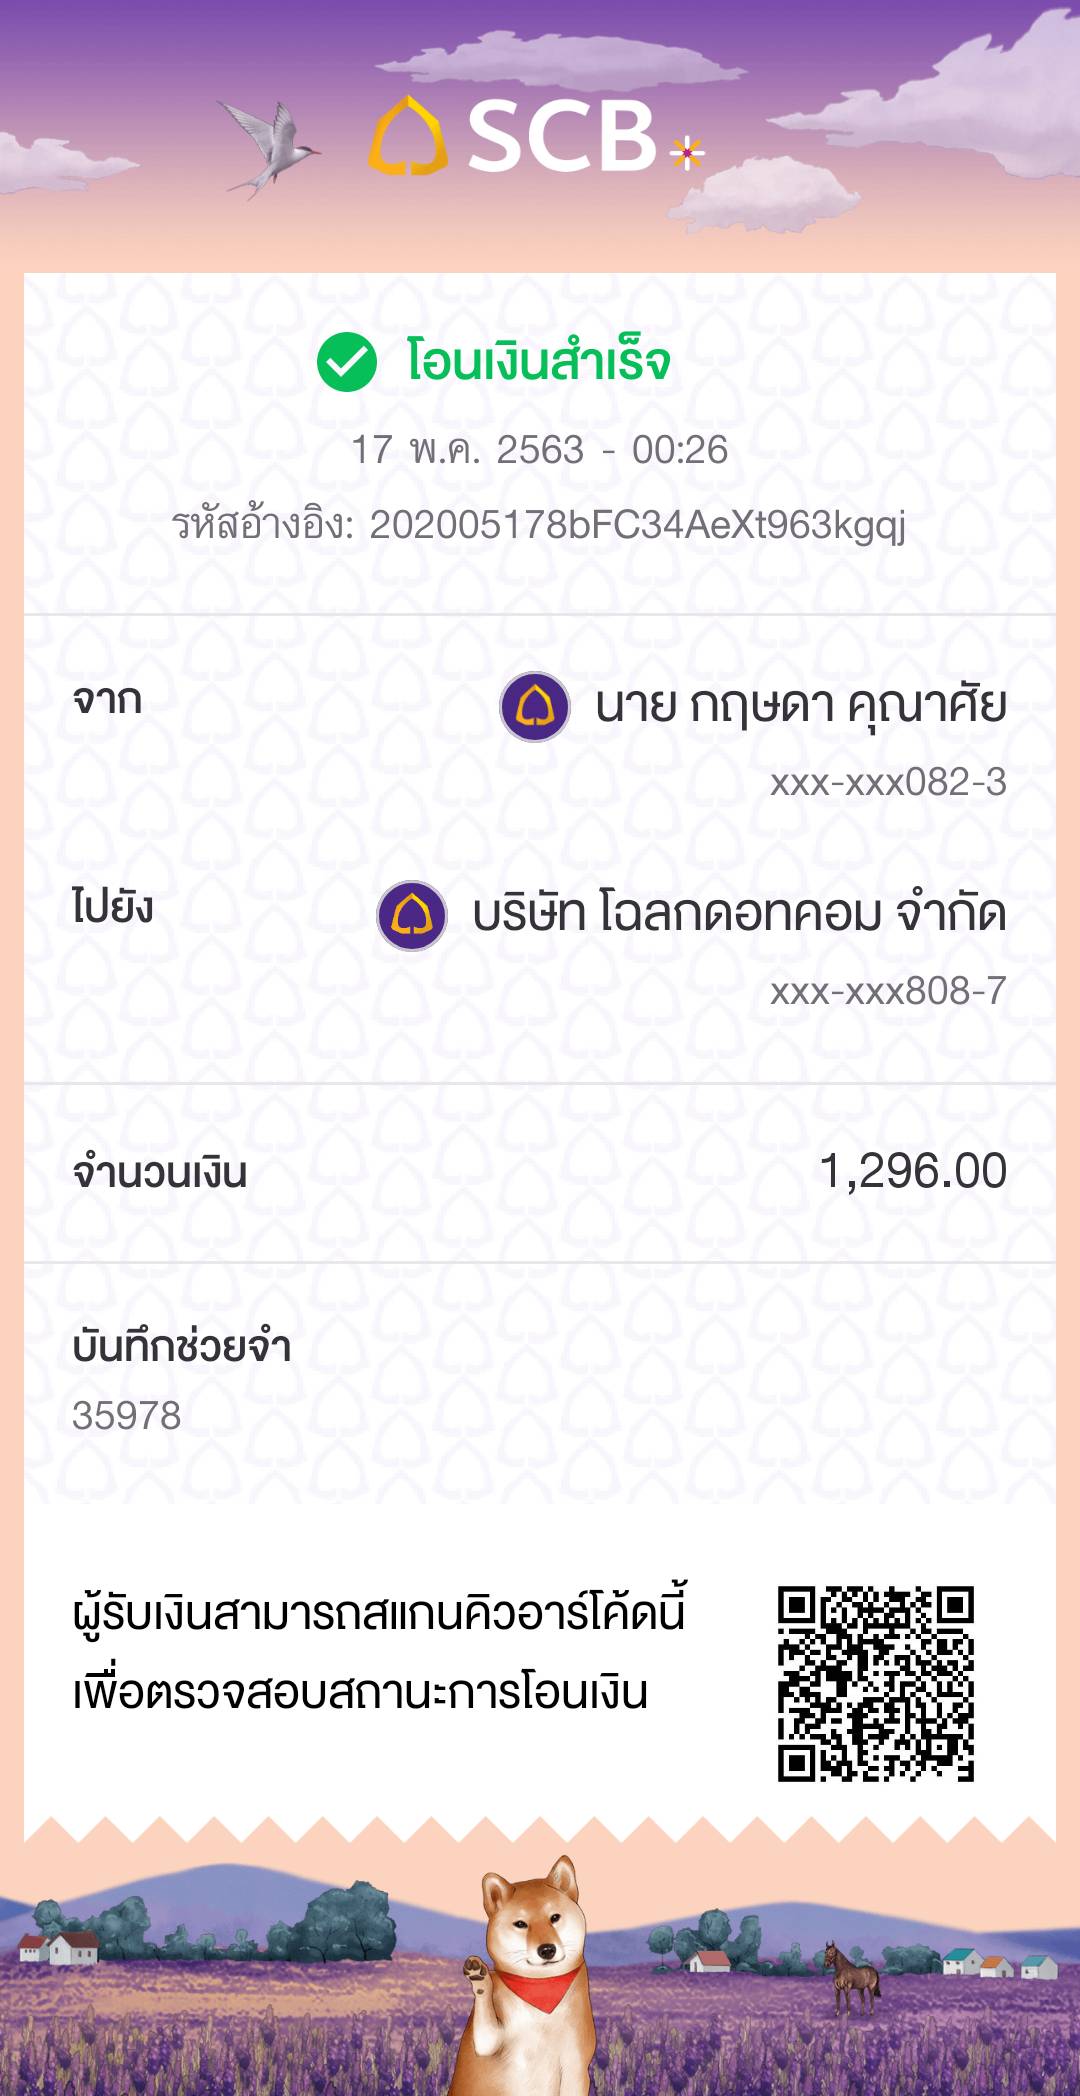 SCB
โอนเงินสำเร็จ
17 พ.ค. 2563 - 00:26
รหัสอ้างอิง: 202005178bFC34AeXt963kgqj
จาก นาย กฤษดา คุณาศัย
xxx-xxx082-3
ไปยัง บริษัท โฉลกดอทคอม จำกัด
xxx-xxx808-7
จำนวนเงิน 1,296.00
บันทึกช่วยจำ
35978
ผู้รับเงินสามารถสแกนคิวอาร์โค้ดนี้
เพื่อตรวจสอบสถานะการโอนเงิน